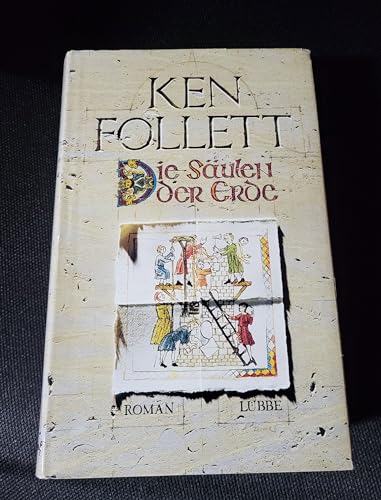 KEN
FOLLETT
Die Säulen
der Erde
ROMAN
LÜBBE